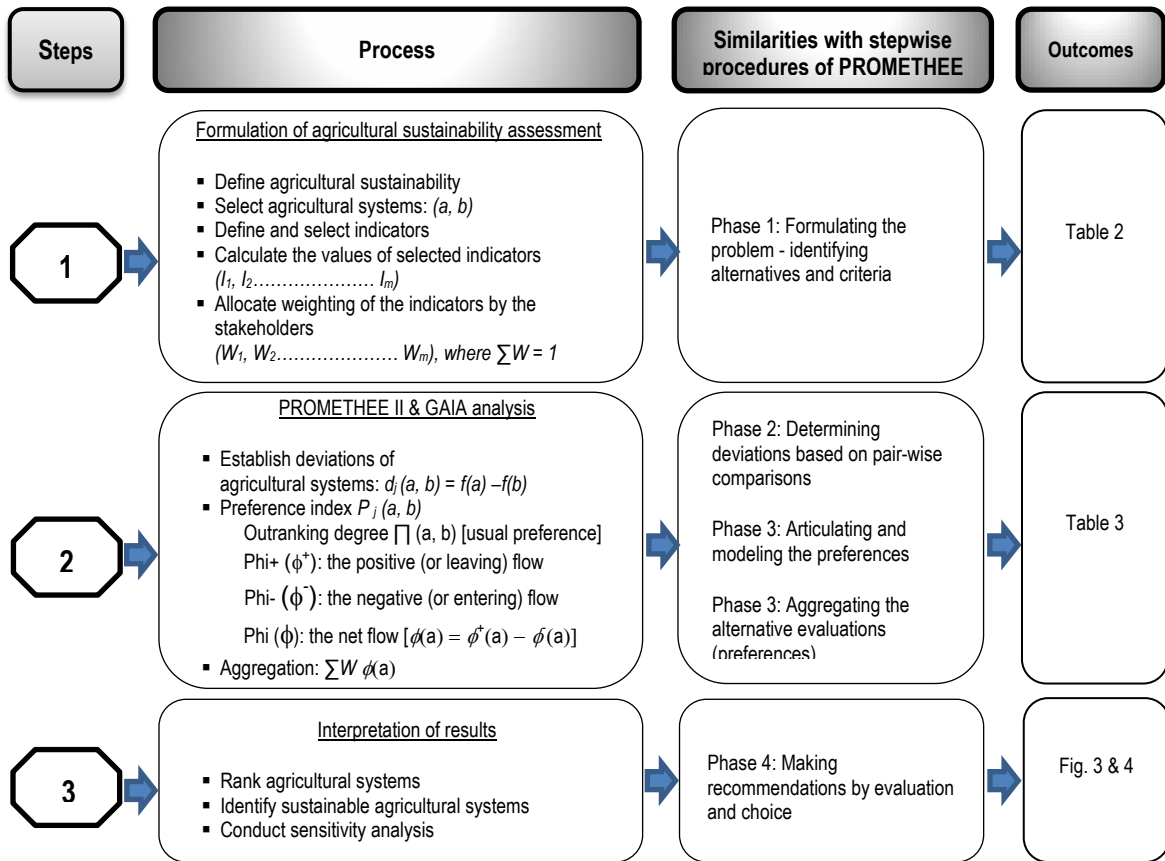 Steps
Process
Similarities with stepwise
procedures of PROMETHEE
Outcomes
1
Formulation of agricultural sustainability assessment
▪ Define agricultural sustainability
▪ Select agricultural systems: (a, b)
▪ Define and select indicators
▪ Calculate the values of selected indicators
(I₁, I₂…………………. Iₘ)
▪ Allocate weighting of the indicators by the
stakeholders
(W₁, W₂…………………. Wₘ), where ∑W = 1
Phase 1: Formulating the
problem - identifying
alternatives and criteria
Table 2
2
PROMETHEE II & GAIA analysis
▪ Establish deviations of
agricultural systems: dⱼ (a, b) = f(a) –f(b)
▪ Preference index P ⱼ (a, b)
Outranking degree ∏ (a, b) [usual preference]
Phi+ (ϕ⁺): the positive (or leaving) flow
Phi- (ϕ⁻): the negative (or entering) flow
Phi (ϕ): the net flow [ϕ(a) = ϕ⁺(a) − ϕ(a)]
▪ Aggregation: ∑W ϕ(a)
Phase 2: Determining
deviations based on pair-wise
comparisons
Phase 3: Articulating and
modeling the preferences
Phase 3: Aggregating the
alternative evaluations
(preferences)
Table 3
3
Interpretation of results
▪ Rank agricultural systems
▪ Identify sustainable agricultural systems
▪ Conduct sensitivity analysis
Phase 4: Making
recommendations by evaluation
and choice
Fig. 3 & 4